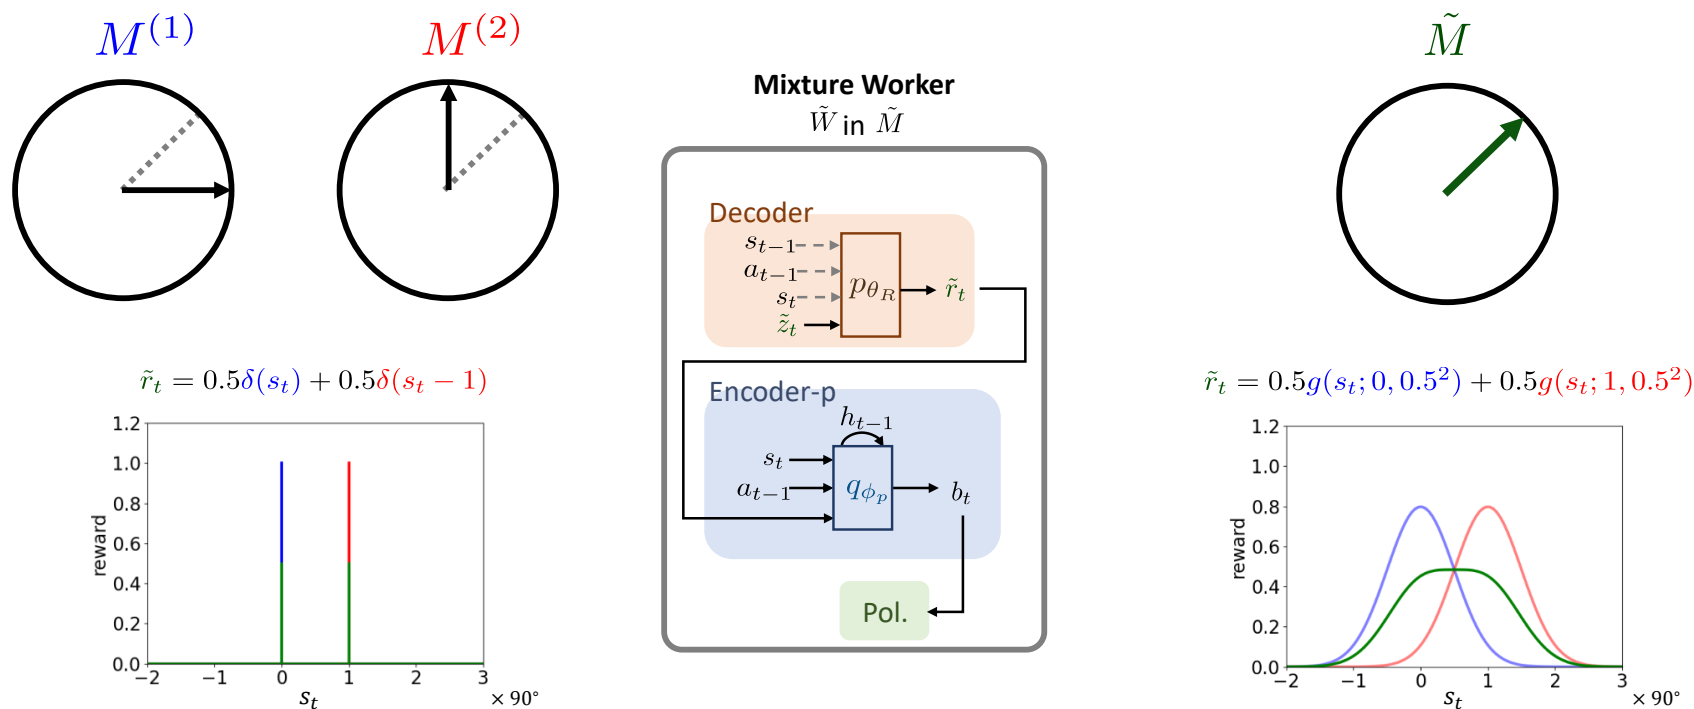 M^{(1)}
M^{(2)}
r̃_t = 0.5δ(s_t) + 0.5δ(s_t − 1)
reward
1.2
1.0
0.8
0.6
0.4
0.2
0.0
−2 −1 0 1 2 3
s_t
× 90°
Mixture Worker
W̃ in M̃
Decoder
s_{t−1}
a_{t−1}
s_t
z̃_t
p_{θ_R}
r̃_t
Encoder-p
h_{t−1}
s_t
a_{t−1}
q_{ϕ_p}
b_t
Pol.
M̃
r̃_t = 0.5g(s_t; 0, 0.5²) + 0.5g(s_t; 1, 0.5²)
reward
1.2
1.0
0.8
0.6
0.4
0.2
0.0
−2 −1 0 1 2 3
s_t
× 90°